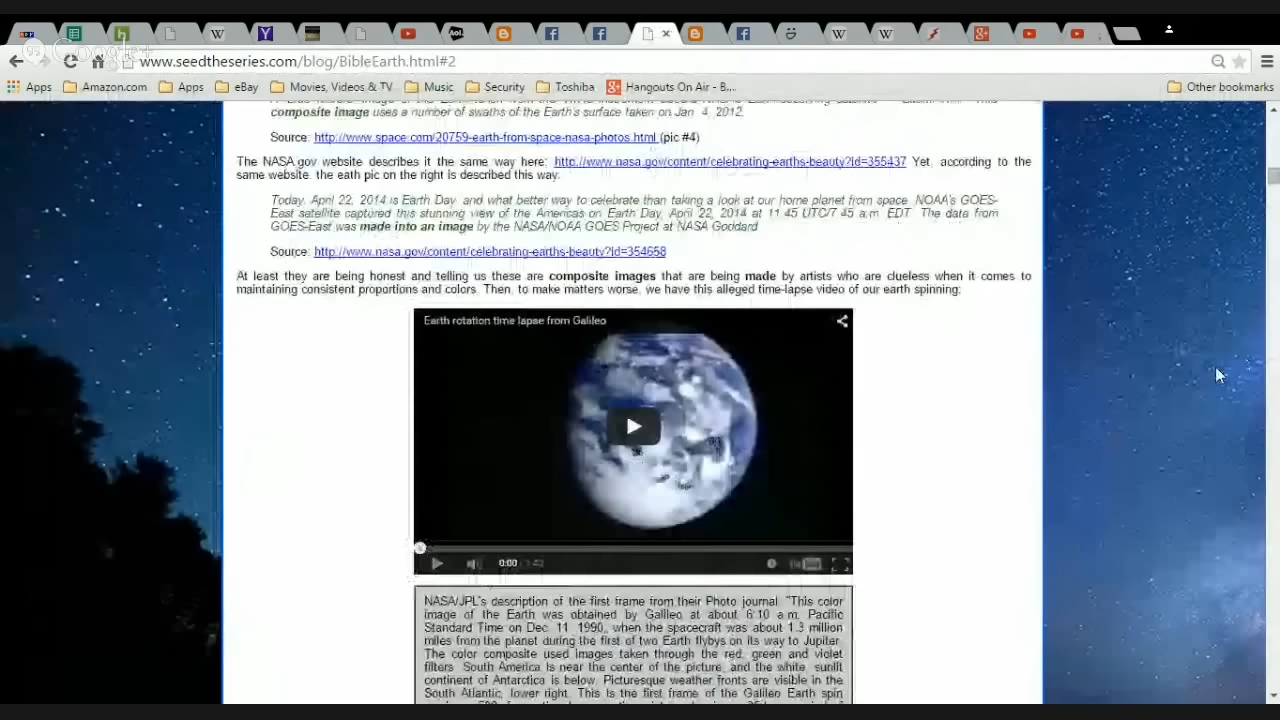 Google+
www.seedtheseries.com/blog/BibleEarth.html#2
Apps Amazon.com Apps eBay Movies, Videos & TV Music Security Toshiba Hangouts On Air - B... Other bookmarks
composite image uses a number of swaths of the Earth's surface taken on Jan 4, 2012.
Source: http://www.space.com/20759-earth-from-space-nasa-photos.html (pic #4)
The NASA.gov website describes it the same way here: http://www.nasa.gov/content/celebrating-earths-beauty?id=355437 Yet, according to the
same website, the eath pic on the right is described this way:
Today, April 22, 2014 is Earth Day, and what better way to celebrate than taking a look at our home planet from space. NOAA's GOES-
East satellite captured this stunning view of the Americas on Earth Day, April 22, 2014 at 11:45 UTC/7:45 a.m. EDT. The data from
GOES-East was made into an image by the NASA/NOAA GOES Project at NASA Goddard
Source: http://www.nasa.gov/content/celebrating-earths-beauty?id=354658
At least they are being honest and telling us these are composite images that are being made by artists who are clueless when it comes to
maintaining consistent proportions and colors. Then, to make matters worse, we have this alleged time-lapse video of our earth spinning:
Earth rotation time lapse from Galileo
0:00
NASA/JPL's description of the first frame from their Photo journal: "This color
image of the Earth was obtained by Galileo at about 6:10 a.m. Pacific
Standard Time on Dec. 11, 1990, when the spacecraft was about 1.3 million
miles from the planet during the first of two Earth flybys on its way to Jupiter.
The color composite used images taken through the red, green and violet
filters. South America is near the center of the picture, and the white, sunlit
continent of Antarctica is below. Picturesque weather fronts are visible in the
South Atlantic, lower right. This is the first frame of the Galileo Earth spin